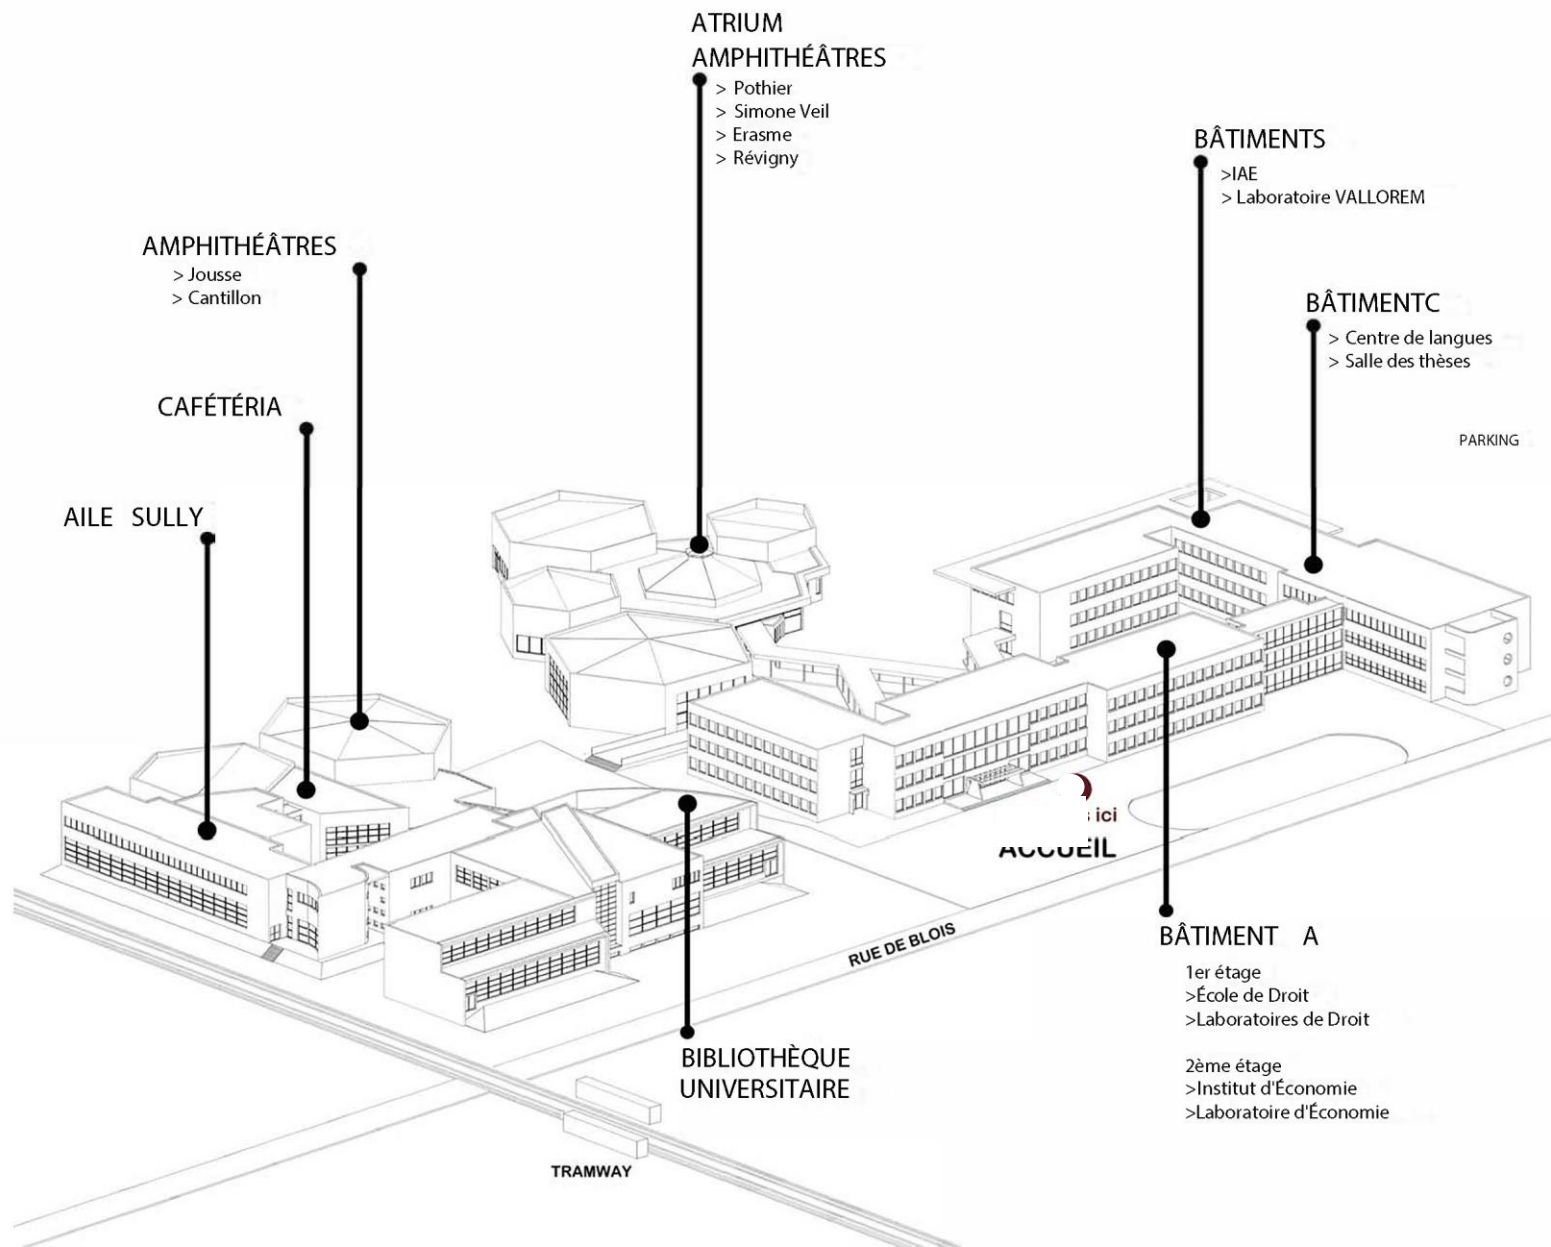 ATRIUM
AMPHITHÉÂTRES
> Pothier
> Simone Veil
> Erasme
> Révigny
BÂTIMENTS
>IAE
> Laboratoire VALLOREM
AMPHITHÉÂTRES
> Jousse
> Cantillon
BÂTIMENTC
> Centre de langues
> Salle des thèses
CAFÉTÉRIA
PARKING
AILE SULLY
ici
ACCUEIL
RUE DE BLOIS
BÂTIMENT A
1er étage
>École de Droit
>Laboratoires de Droit
2ème étage
>Institut d'Économie
>Laboratoire d'Économie
BIBLIOTHÈQUE
UNIVERSITAIRE
TRAMWAY